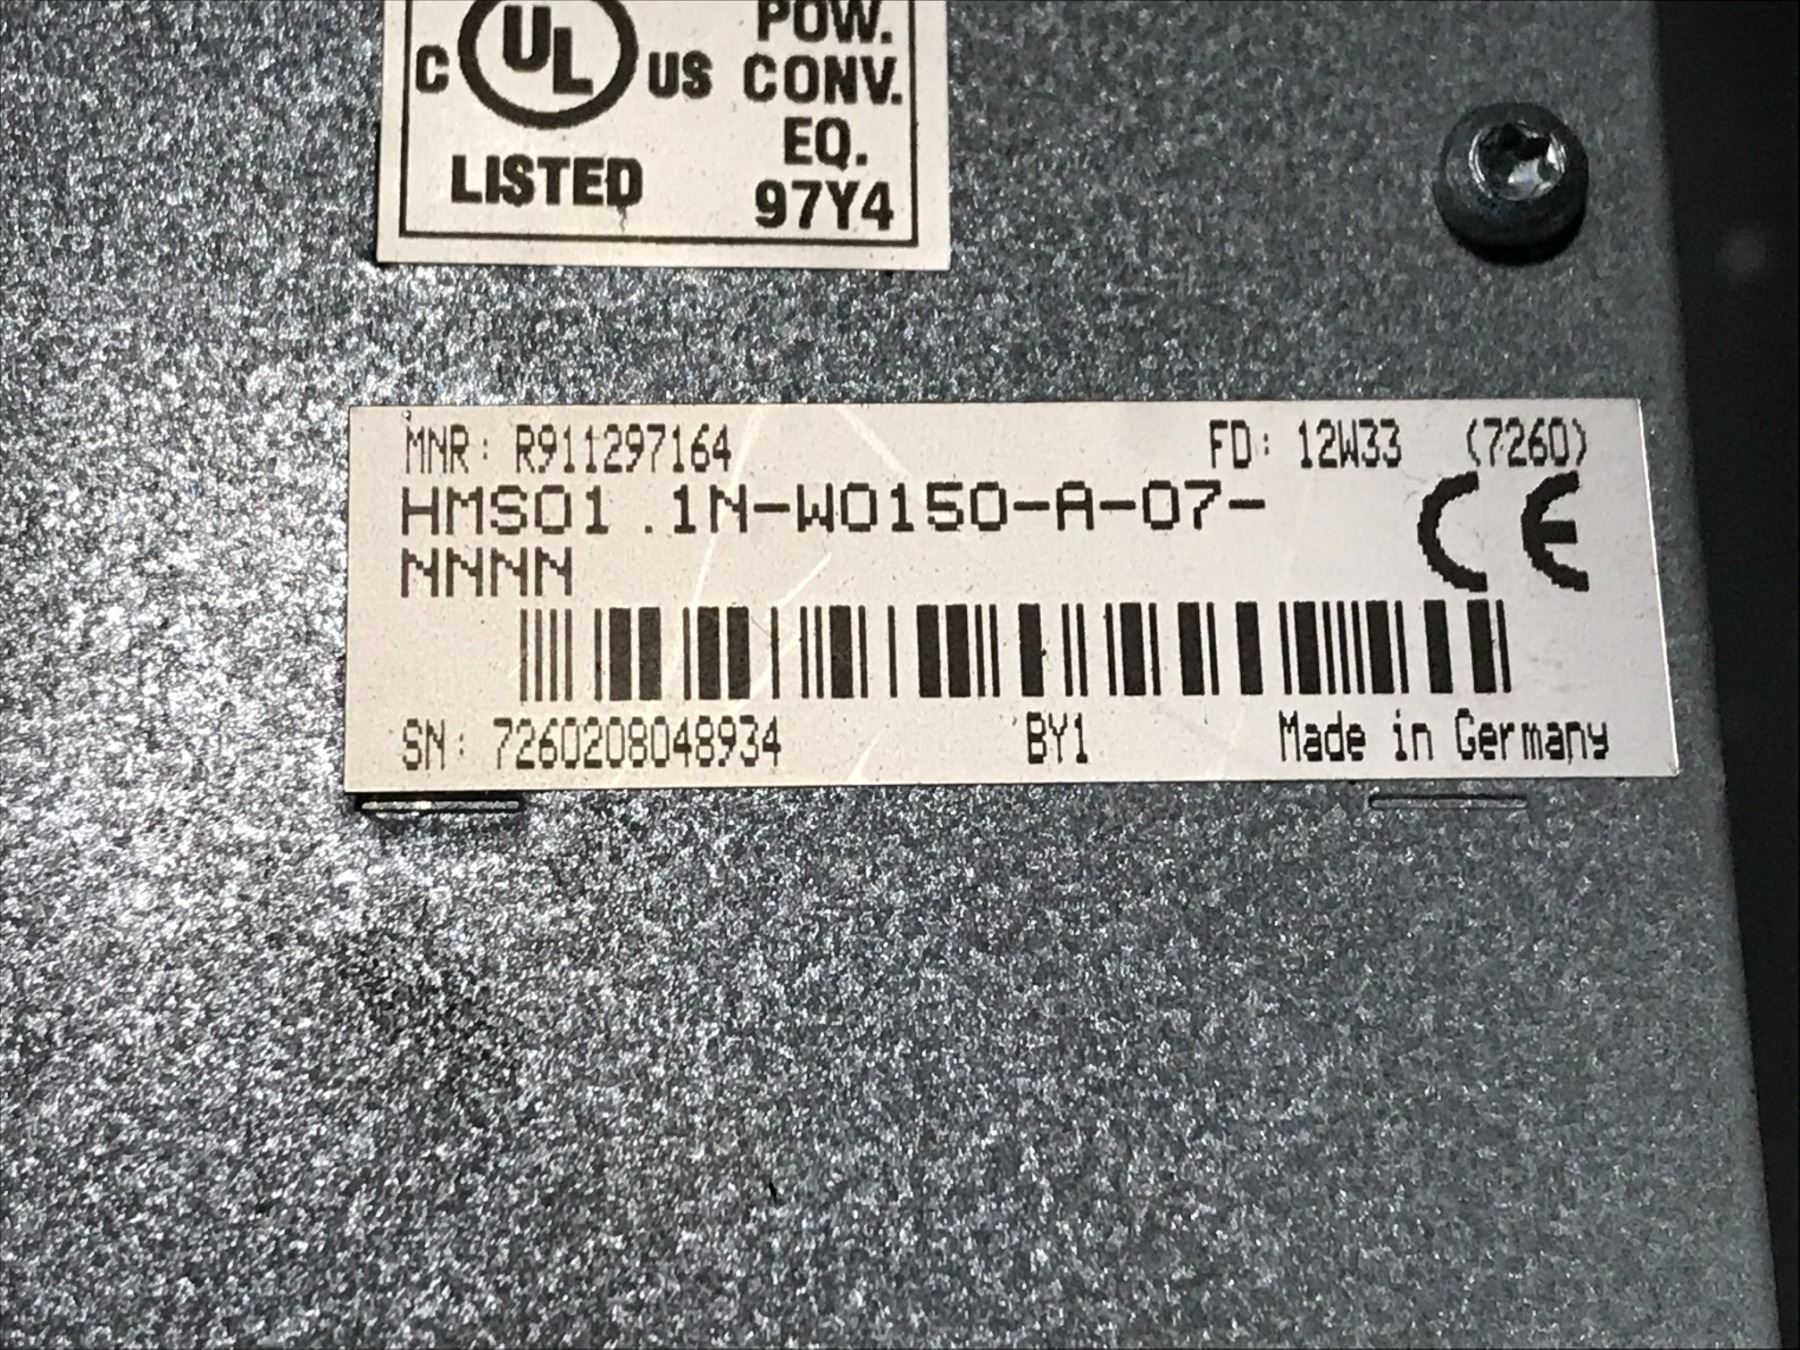 C UL US POW.
CONV.
EQ.
LISTED 97Y4
MNR: R911297164 FD: 12W33 (7260)
HMS01.1N-W0150-A-07-
NNNN
CE
SN: 7260208048934 BY1 Made in Germany